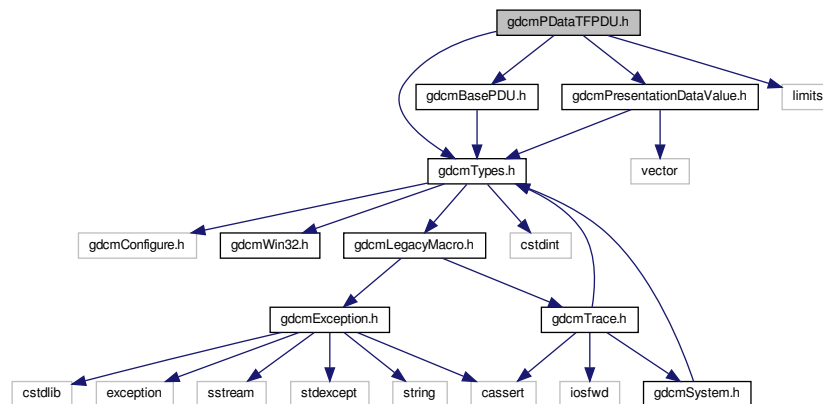 gdcmPDataTFPDU.h
gdcmBasePDU.h
gdcmPresentationDataValue.h
limits
gdcmTypes.h
vector
gdcmConfigure.h
gdcmWin32.h
gdcmLegacyMacro.h
cstdint
gdcmException.h
gdcmTrace.h
cstdlib
exception
sstream
stdexcept
string
cassert
iosfwd
gdcmSystem.h